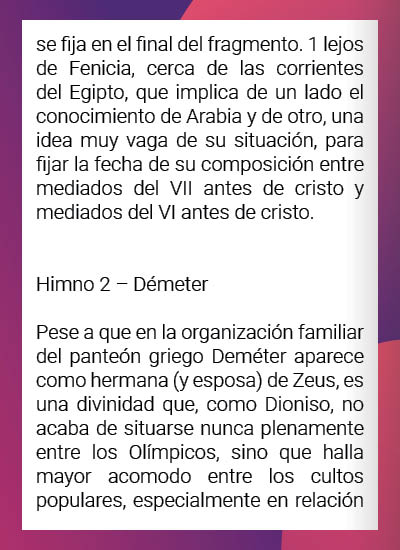 se fija en el final del fragmento. 1 lejos
de Fenicia, cerca de las corrientes
del Egipto, que implica de un lado el
conocimiento de Arabia y de otro, una
idea muy vaga de su situación, para
fijar la fecha de su composición entre
mediados del VII antes de cristo y
mediados del VI antes de cristo.
Himno 2 – Démeter
Pese a que en la organización familiar
del panteón griego Deméter aparece
como hermana (y esposa) de Zeus, es
una divinidad que, como Dioniso, no
acaba de situarse nunca plenamente
entre los Olímpicos, sino que halla
mayor acomodo entre los cultos
populares, especialmente en relación